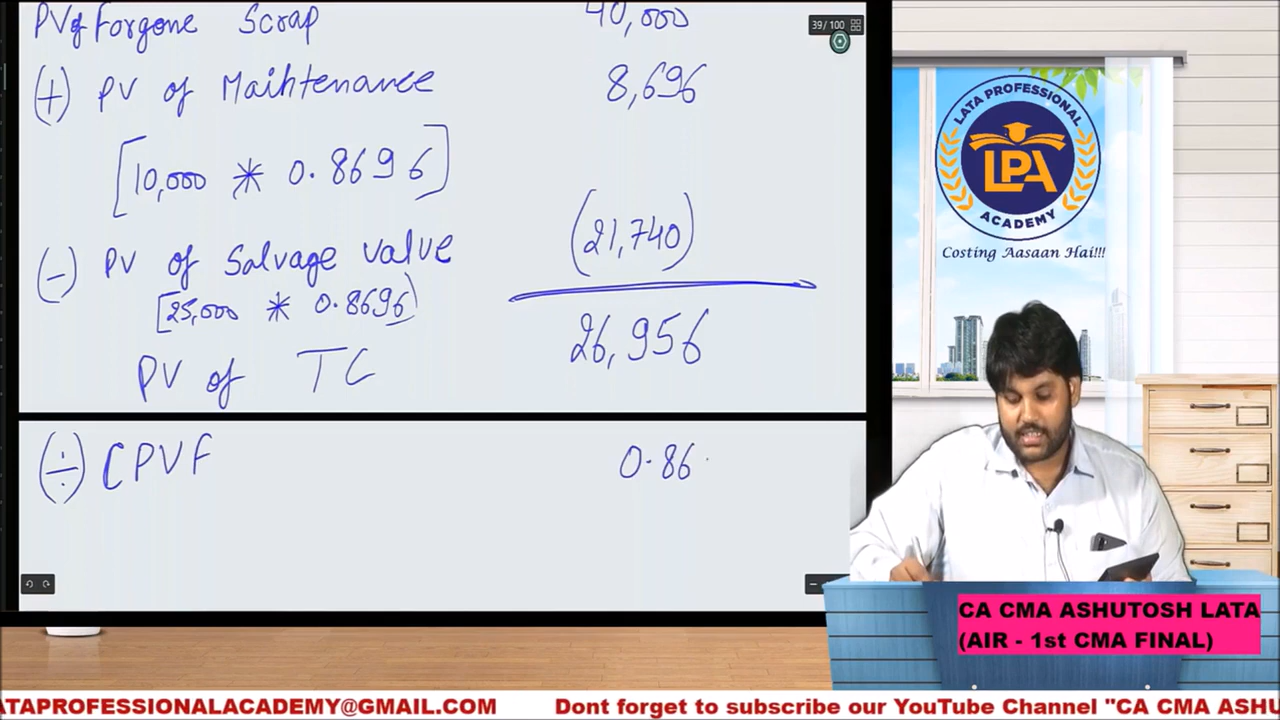 PV of Forgone Scrap 40,000
39/100
(+) PV of Maintenance 8,696
[10,000 * 0.8696]
(-) PV of Salvage value (21,740)
[25,000 * 0.8696]
PV of TC 26,956
(÷) CPVF 0.86
LATA PROFESSIONAL
LPA
ACADEMY
Costing Aasaan Hai!!!
CA CMA ASHUTOSH LATA
(AIR - 1st CMA FINAL)
ATAPROFESSIONALACADEMY@GMAIL.COM Dont forget to subscribe our YouTube Channel "CA CMA ASHU